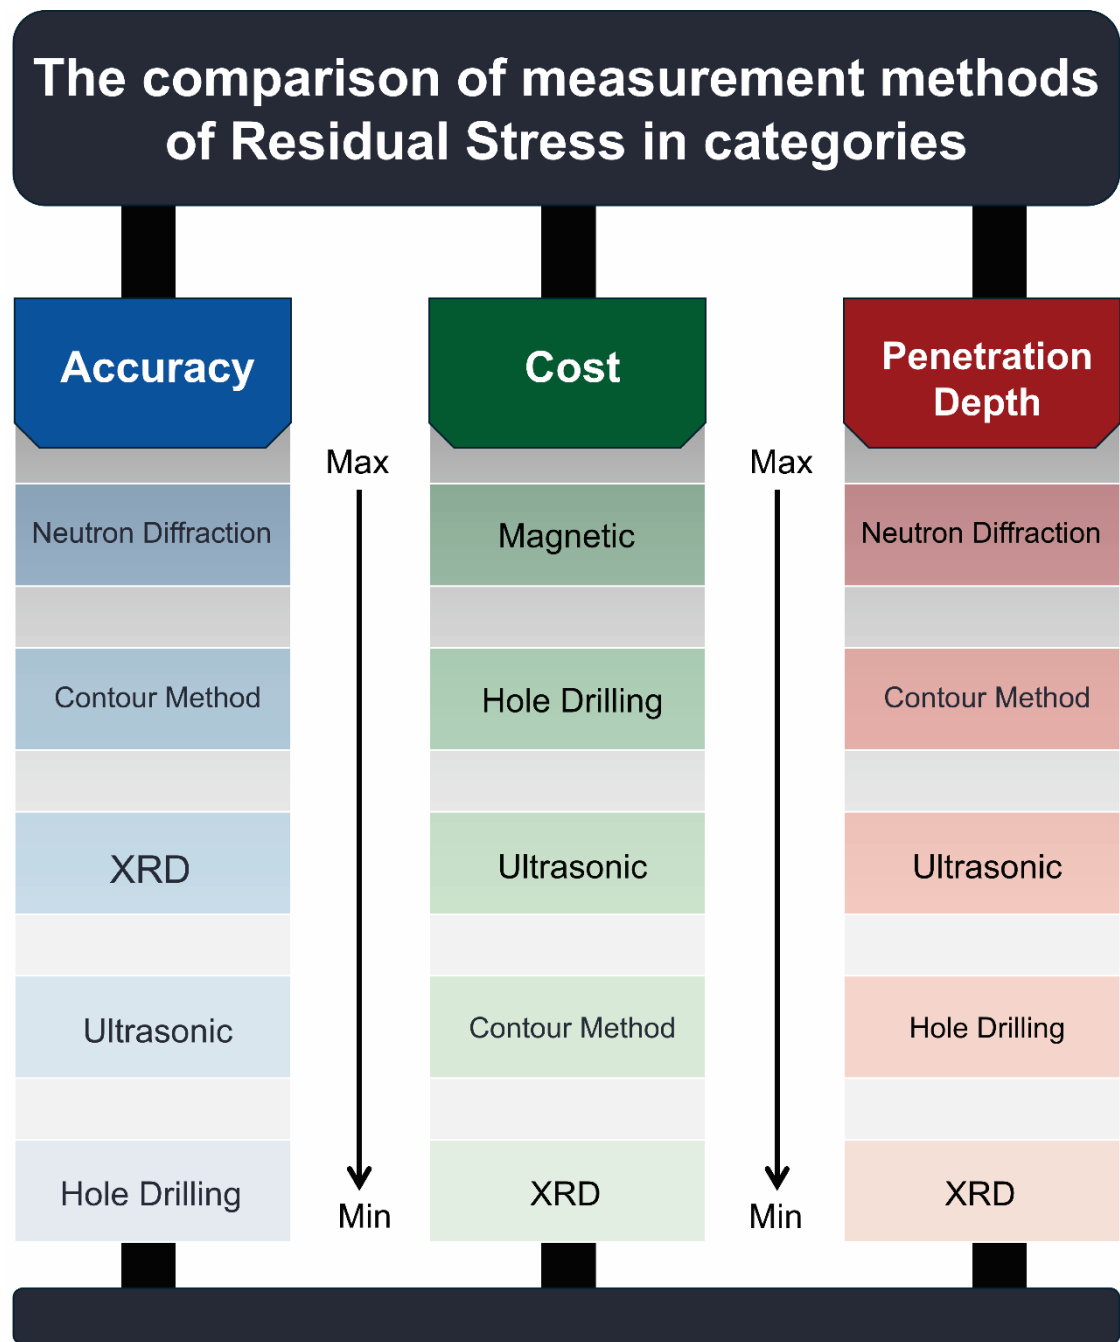 The comparison of measurement methods
of Residual Stress in categories
Accuracy
Neutron Diffraction
Contour Method
XRD
Ultrasonic
Hole Drilling
Max
Min
Cost
Magnetic
Hole Drilling
Ultrasonic
Contour Method
XRD
Max
Min
Penetration
Depth
Neutron Diffraction
Contour Method
Ultrasonic
Hole Drilling
XRD